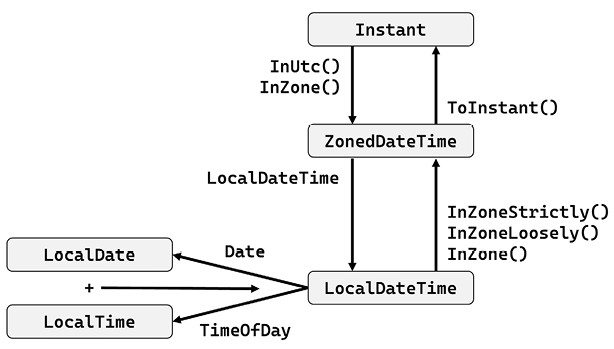 Instant
InUtc()
InZone()
ToInstant()
ZonedDateTime
LocalDateTime
InZoneStrictly()
InZoneLoosely()
InZone()
LocalDate
Date
+
LocalDateTime
LocalTime
TimeOfDay